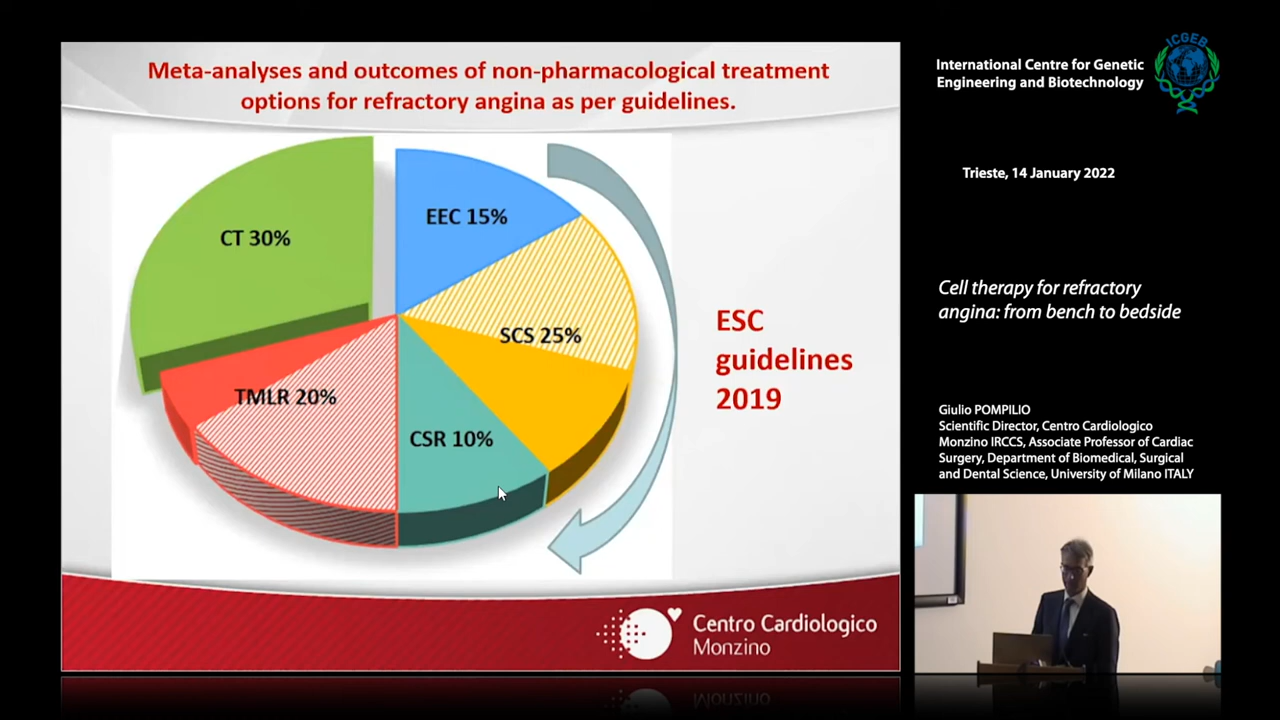 Meta-analyses and outcomes of non-pharmacological treatment
options for refractory angina as per guidelines.
CT 30%
EEC 15%
SCS 25%
TMLR 20%
CSR 10%
ESC
guidelines
2019
Centro Cardiologico
Monzino
International Centre for Genetic
Engineering and Biotechnology
ICGEB
Trieste, 14 January 2022
Cell therapy for refractory
angina: from bench to bedside
Giulio POMPILIO
Scientific Director, Centro Cardiologico
Monzino IRCCS, Associate Professor of Cardiac
Surgery, Department of Biomedical, Surgical
and Dental Science, University of Milano ITALY